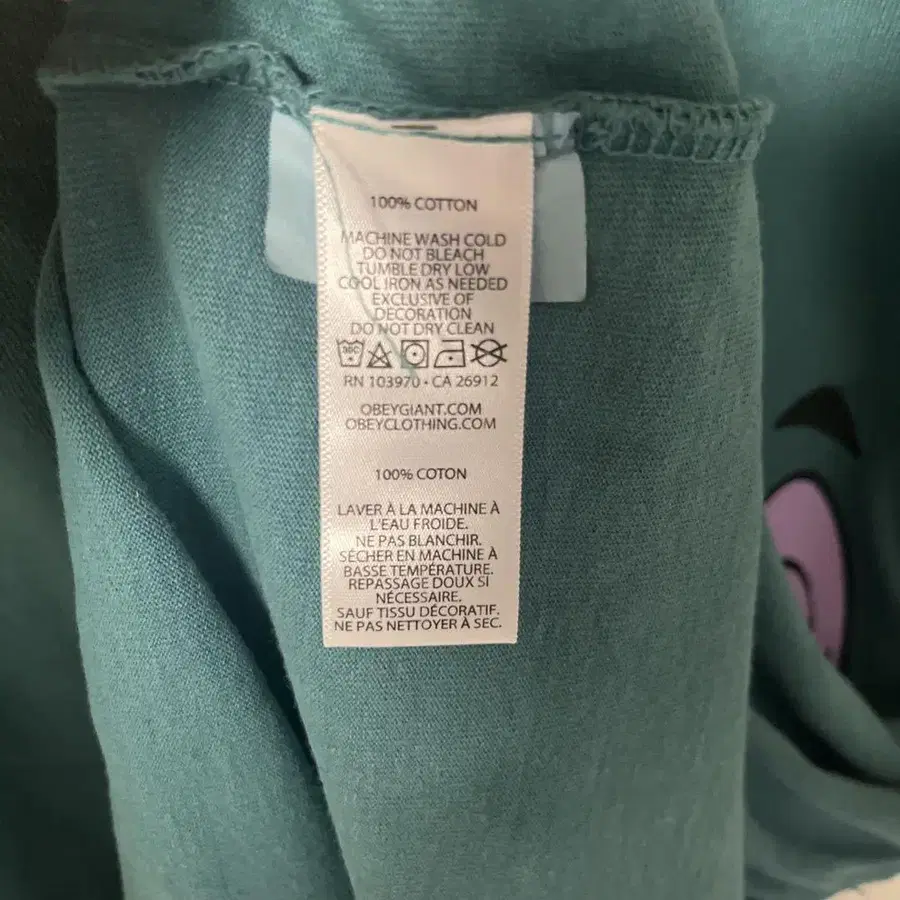 100% COTTON
MACHINE WASH COLD
DO NOT BLEACH
TUMBLE DRY LOW
COOL IRON AS NEEDED
EXCLUSIVE OF
DECORATION
DO NOT DRY CLEAN
30C
RN 103970 • CA 26912
OBEYGIANT.COM
OBEYCLOTHING.COM
100% COTON
LAVER À LA MACHINE À
L'EAU FROIDE.
NE PAS BLANCHIR.
SÉCHER EN MACHINE À
BASSE TEMPÉRATURE.
REPASSAGE DOUX SI
NÉCESSAIRE.
SAUF TISSU DÉCORATIF.
NE PAS NETTOYER À SEC.